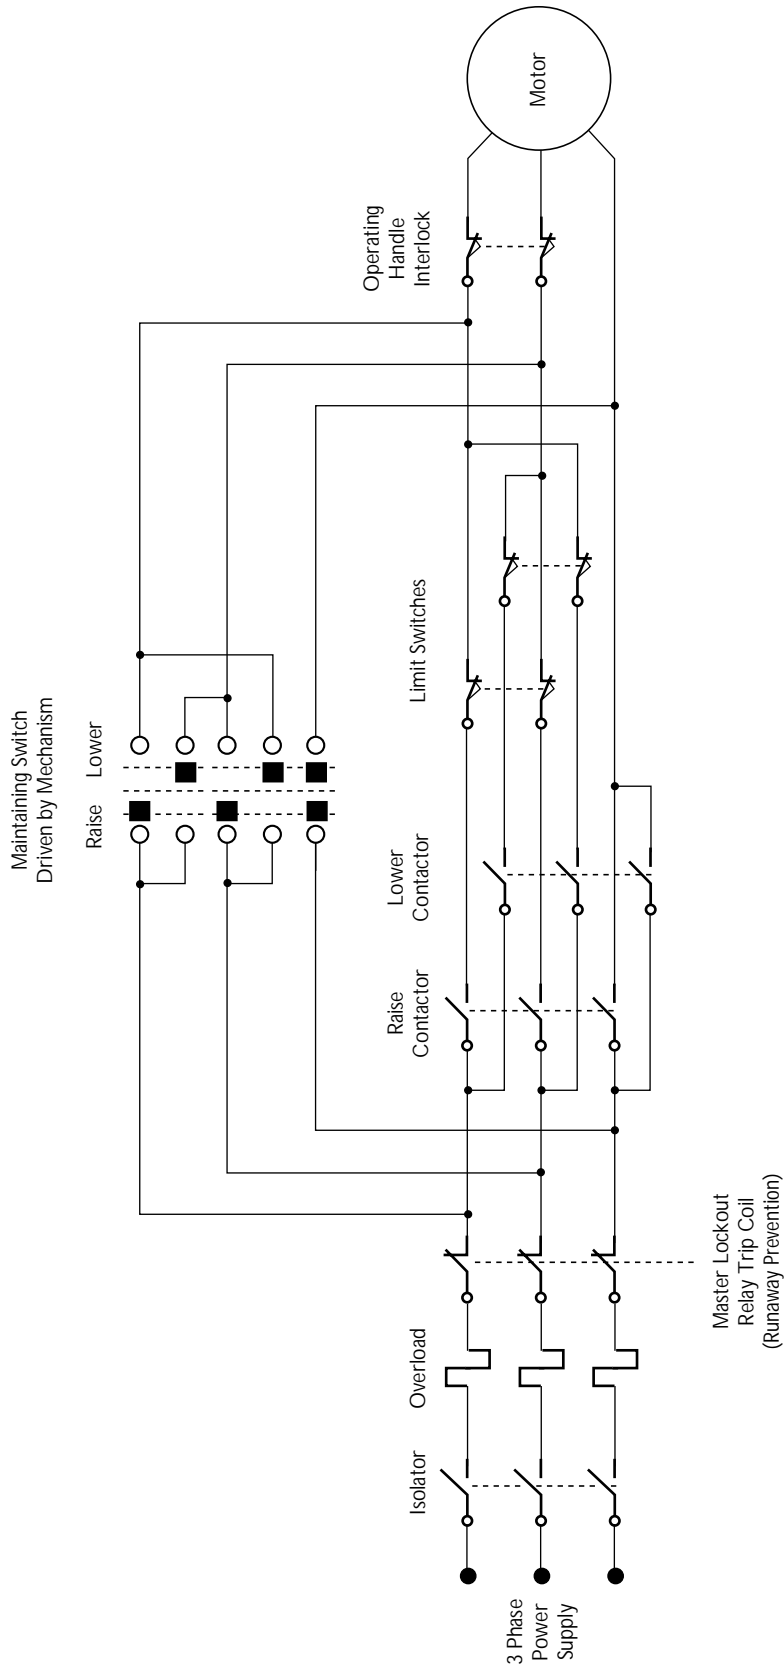 Maintaining Switch
Driven by Mechanism
Raise
Lower
3 Phase
Power
Supply
Isolator
Overload
Master Lockout
Relay Trip Coil
(Runaway Prevention)
Raise
Contactor
Lower
Contactor
Limit Switches
Operating
Handle
Interlock
Motor